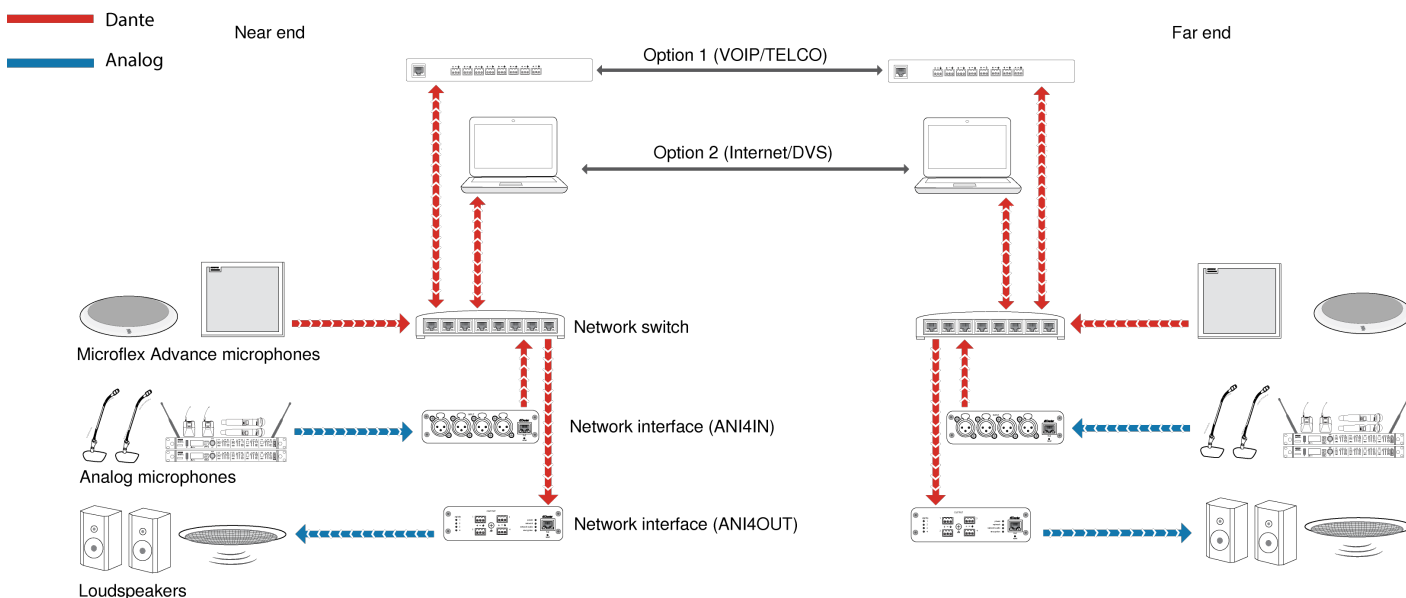 Dante
Near end
Far end
Analog
Option 1 (VOIP/TELCO)
Option 2 (Internet/DVS)
Network switch
Microflex Advance microphones
Network interface (ANI4IN)
Analog microphones
Network interface (ANI4OUT)
Loudspeakers